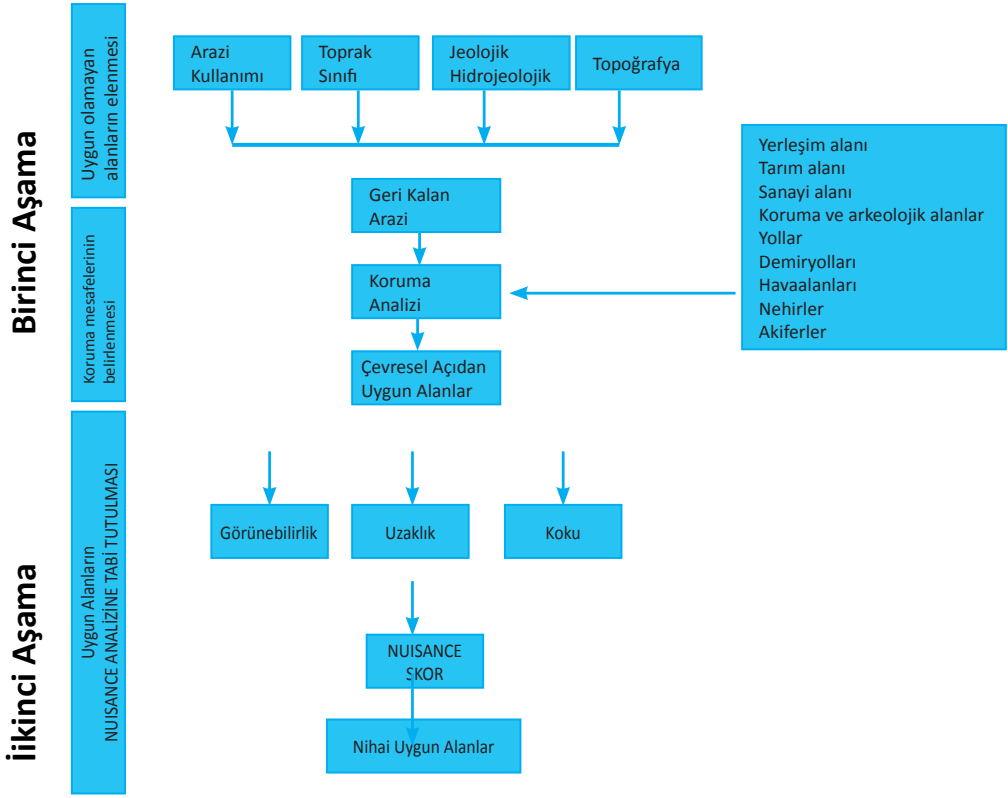 Birinci Aşama
Uygun olamayan
alanların elenmesi
Arazi
Kullanımı
Toprak
Sınıfı
Jeolojik
Hidrojeolojik
Topoğrafya
Geri Kalan
Arazi
Koruma mesafelerinin
belirlenmesi
Koruma
Analizi
Yerleşim alanı
Tarım alanı
Sanayi alanı
Koruma ve arkeolojik alanlar
Yollar
Demiryolları
Havaalanları
Nehirler
Akiferler
Çevresel Açıdan
Uygun Alanlar
İikinci Aşama
Uygun Alanların
NUISANCE ANALİZİNE TABİ TUTULMASI
Görünebilirlik
Uzaklık
Koku
NUISANCE
SKOR
Nihai Uygun Alanlar